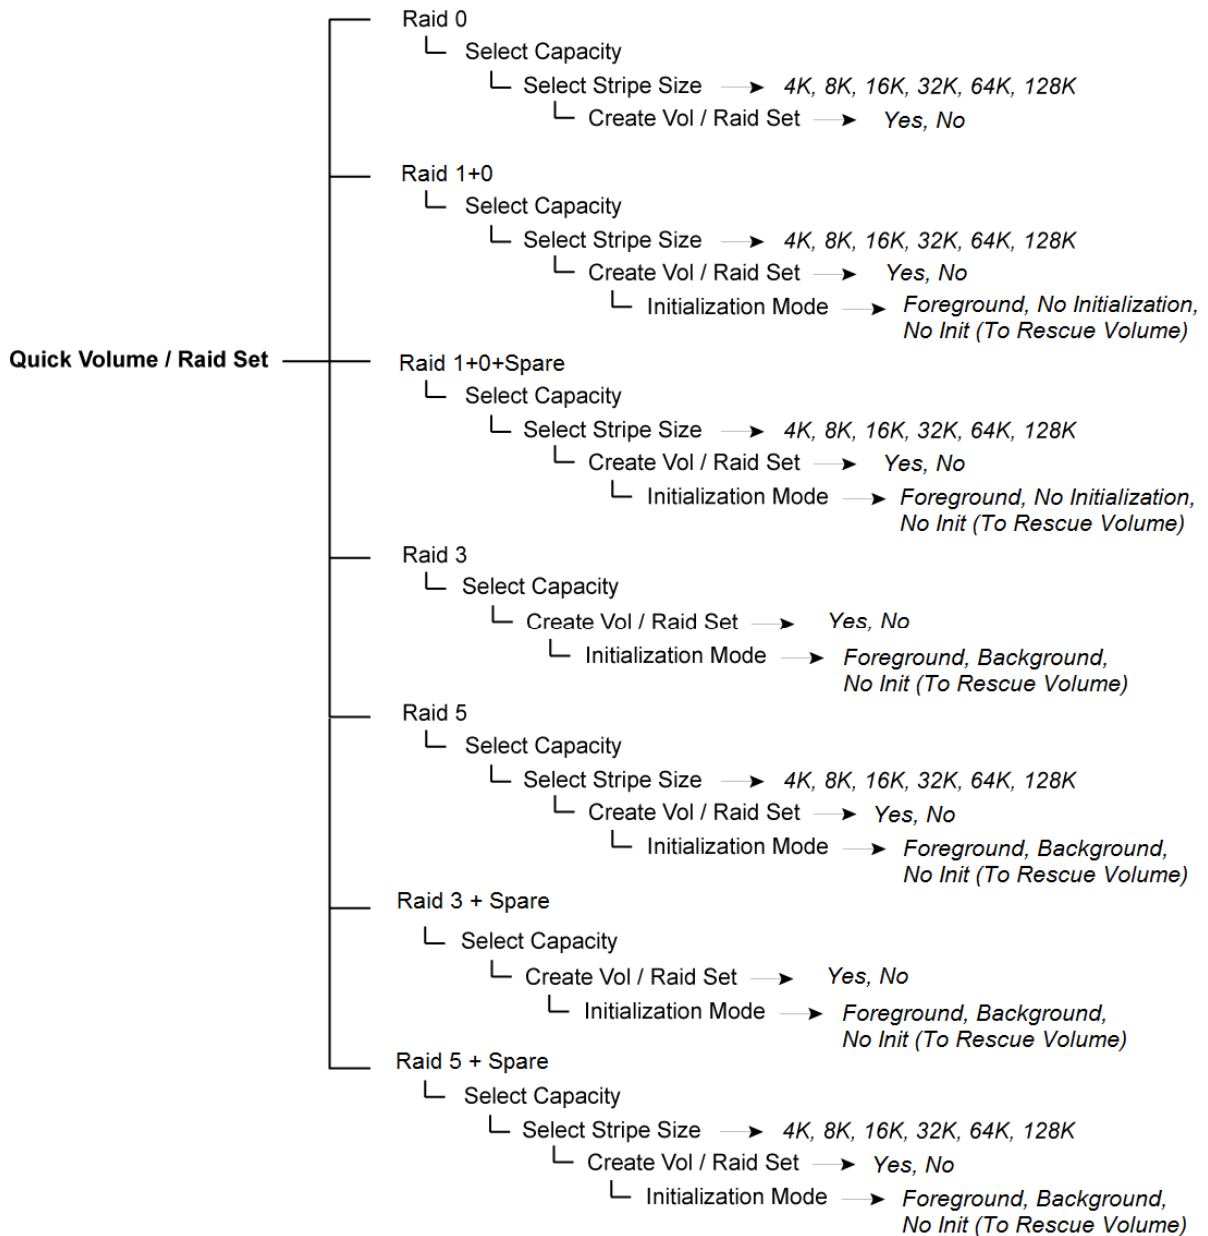 Raid 0
Select Capacity
Select Stripe Size 4K, 8K, 16K, 32K, 64K, 128K
Create Vol / Raid Set Yes, No
Raid 1+0
Select Capacity
Select Stripe Size 4K, 8K, 16K, 32K, 64K, 128K
Create Vol / Raid Set Yes, No
Initialization Mode Foreground, No Initialization,
No Init (To Rescue Volume)
Quick Volume / Raid Set
Raid 1+0+Spare
Select Capacity
Select Stripe Size 4K, 8K, 16K, 32K, 64K, 128K
Create Vol / Raid Set Yes, No
Initialization Mode Foreground, No Initialization,
No Init (To Rescue Volume)
Raid 3
Select Capacity
Create Vol / Raid Set Yes, No
Initialization Mode Foreground, Background,
No Init (To Rescue Volume)
Raid 5
Select Capacity
Select Stripe Size 4K, 8K, 16K, 32K, 64K, 128K
Create Vol / Raid Set Yes, No
Initialization Mode Foreground, Background,
No Init (To Rescue Volume)
Raid 3 + Spare
Select Capacity
Create Vol / Raid Set Yes, No
Initialization Mode Foreground, Background,
No Init (To Rescue Volume)
Raid 5 + Spare
Select Capacity
Select Stripe Size 4K, 8K, 16K, 32K, 64K, 128K
Create Vol / Raid Set Yes, No
Initialization Mode Foreground, Background,
No Init (To Rescue Volume)